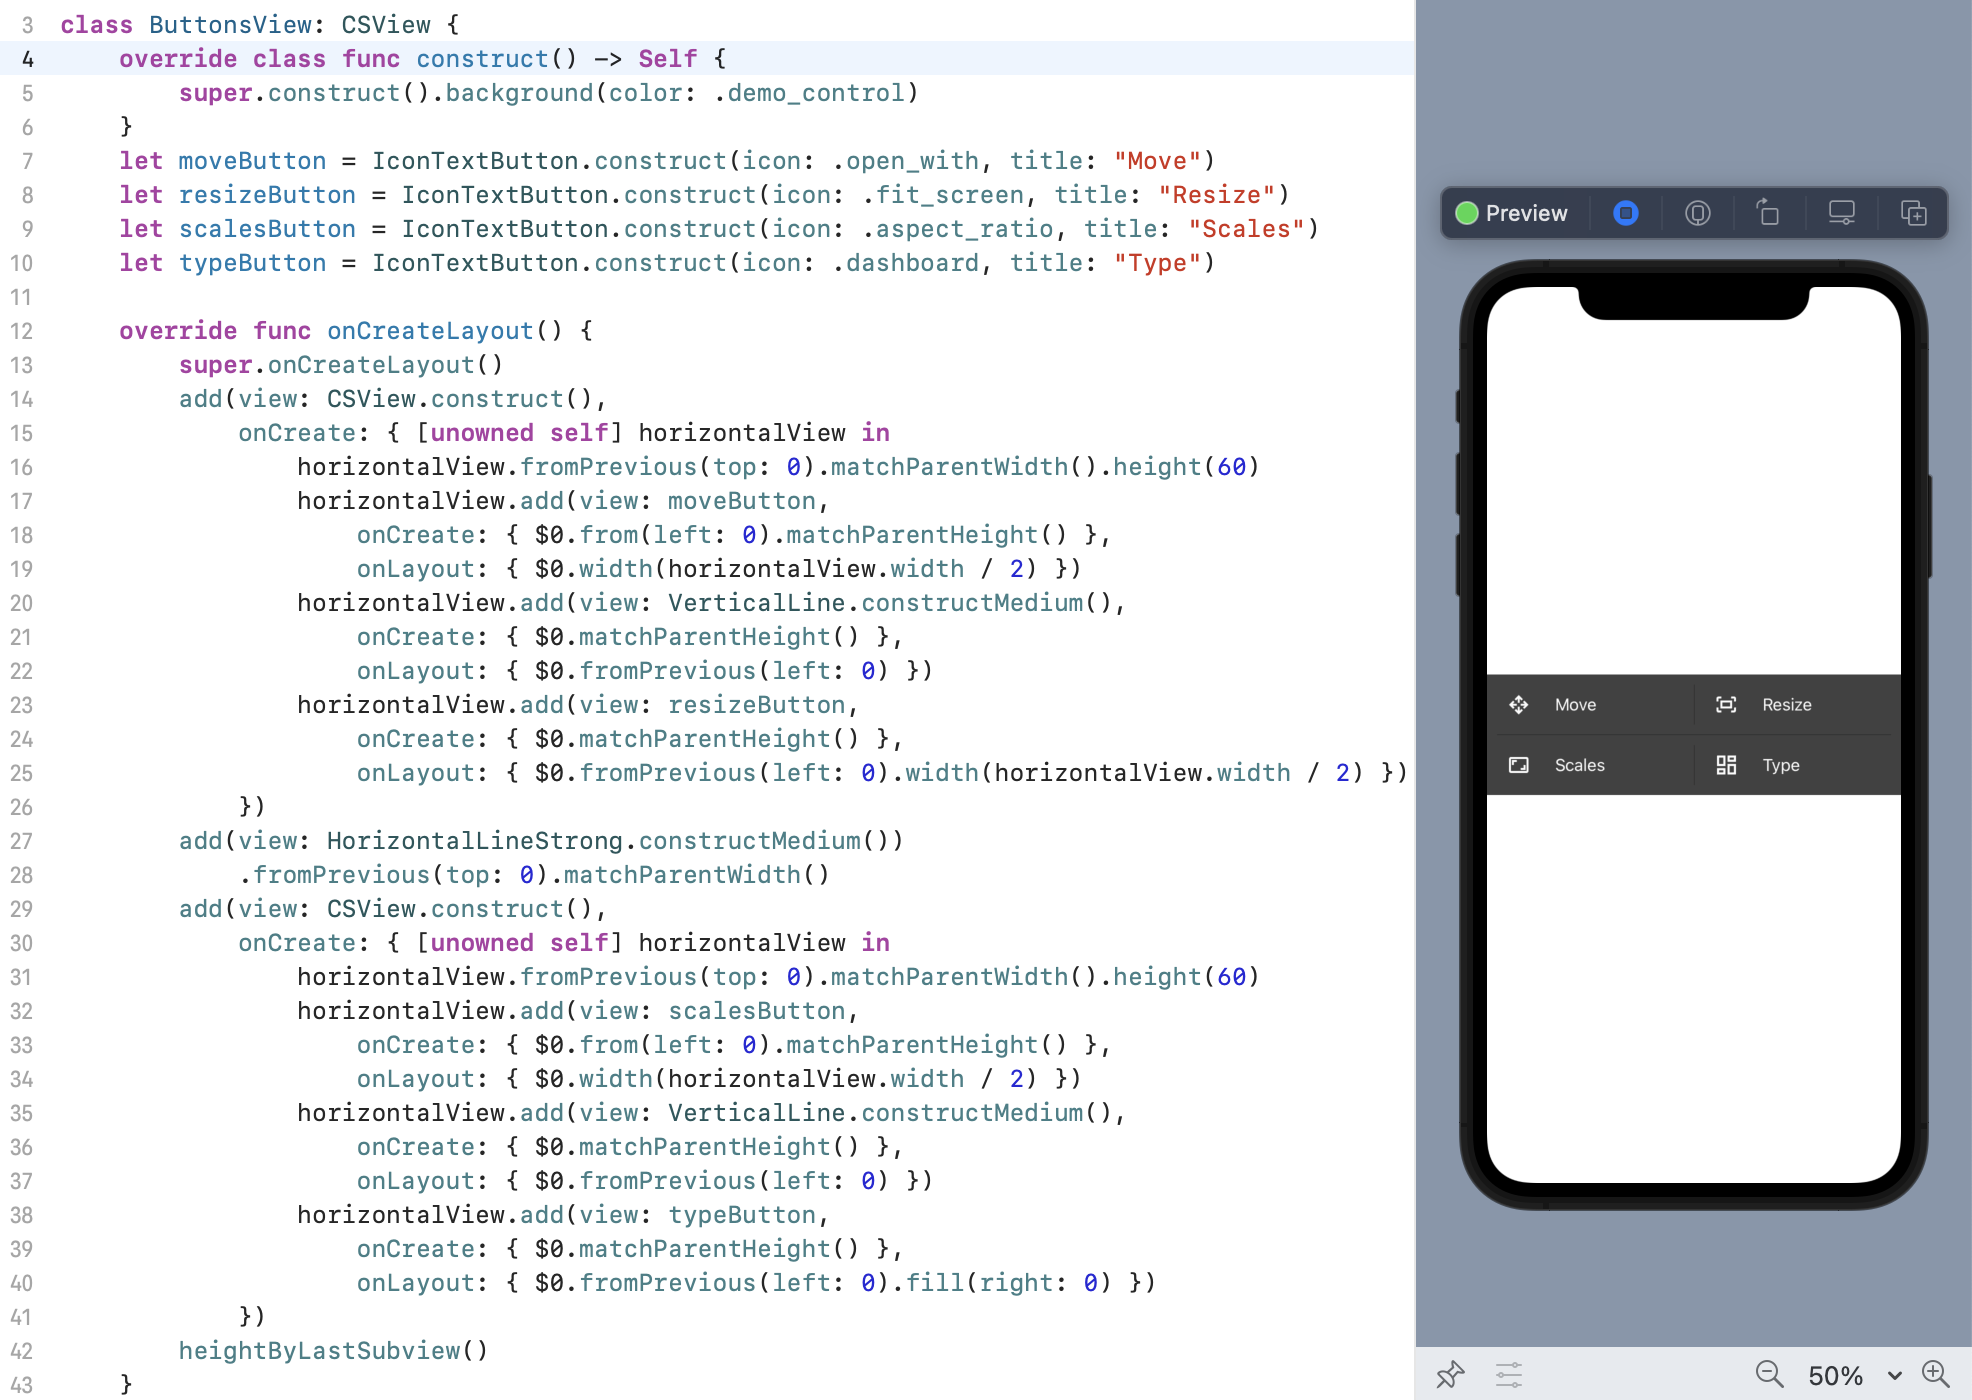 3 class ButtonsView: CSView {
4     override class func construct() -> Self {
5         super.construct().background(color: .demo_control)
6     }
7     let moveButton = IconTextButton.construct(icon: .open_with, title: "Move")
8     let resizeButton = IconTextButton.construct(icon: .fit_screen, title: "Resize")
9     let scalesButton = IconTextButton.construct(icon: .aspect_ratio, title: "Scales")
10     let typeButton = IconTextButton.construct(icon: .dashboard, title: "Type")
11
12     override func onCreateLayout() {
13         super.onCreateLayout()
14         add(view: CSView.construct(),
15             onCreate: { [unowned self] horizontalView in
16                 horizontalView.fromPrevious(top: 0).matchParentWidth().height(60)
17                 horizontalView.add(view: moveButton,
18                     onCreate: { $0.from(left: 0).matchParentHeight() },
19                     onLayout: { $0.width(horizontalView.width / 2) })
20                 horizontalView.add(view: VerticalLine.constructMedium(),
21                     onCreate: { $0.matchParentHeight() },
22                     onLayout: { $0.fromPrevious(left: 0) })
23                 horizontalView.add(view: resizeButton,
24                     onCreate: { $0.matchParentHeight() },
25                     onLayout: { $0.fromPrevious(left: 0).width(horizontalView.width / 2) })
26             })
27         add(view: HorizontalLineStrong.constructMedium())
28             .fromPrevious(top: 0).matchParentWidth()
29         add(view: CSView.construct(),
30             onCreate: { [unowned self] horizontalView in
31                 horizontalView.fromPrevious(top: 0).matchParentWidth().height(60)
32                 horizontalView.add(view: scalesButton,
33                     onCreate: { $0.from(left: 0).matchParentHeight() },
34                     onLayout: { $0.width(horizontalView.width / 2) })
35                 horizontalView.add(view: VerticalLine.constructMedium(),
36                     onCreate: { $0.matchParentHeight() },
37                     onLayout: { $0.fromPrevious(left: 0) })
38                 horizontalView.add(view: typeButton,
39                     onCreate: { $0.matchParentHeight() },
40                     onLayout: { $0.fromPrevious(left: 0).fill(right: 0) })
41             })
42         heightByLastSubview()
43     }
Preview
Move Resize
Scales Type
50%